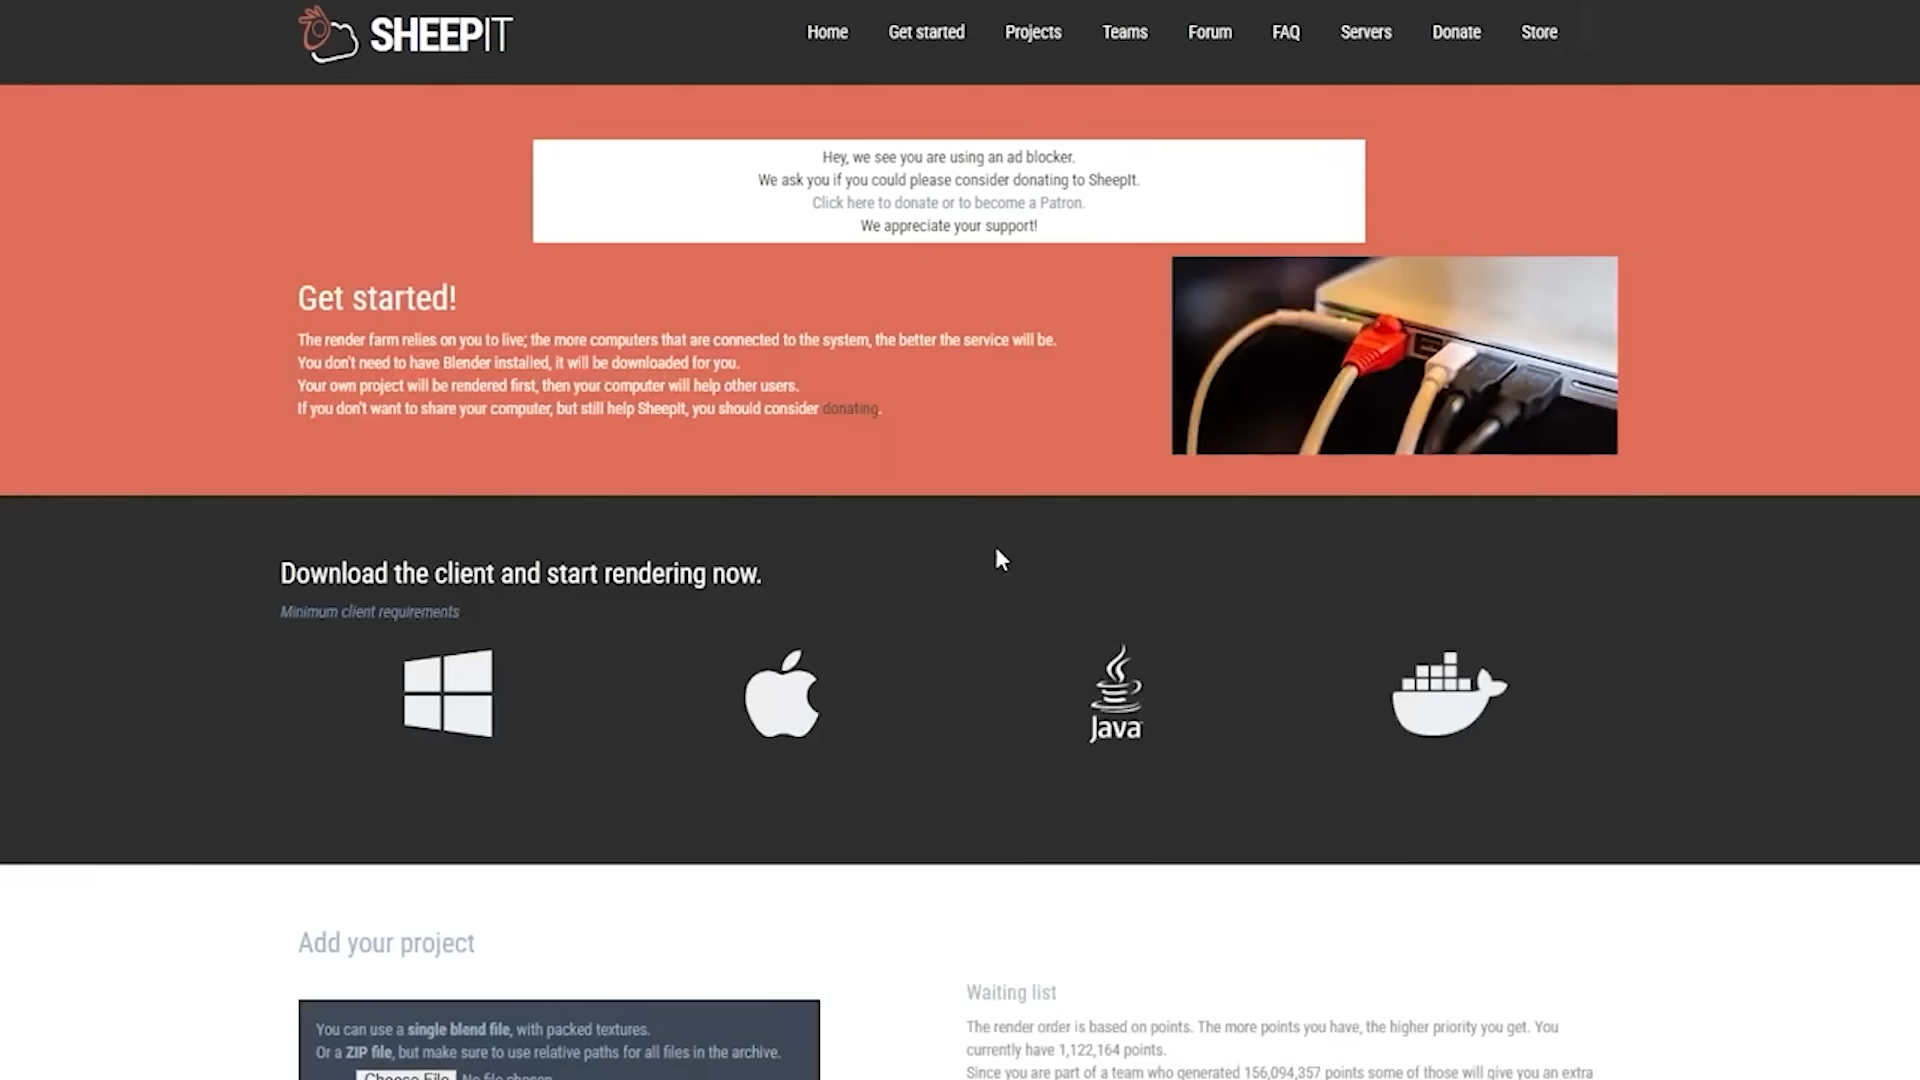 SHEEPIT
Home Get started Projects Teams Forum FAQ Servers Donate Store
Hey, we see you are using an ad blocker.
We ask you if you could please consider donating to SheepIt.
Click here to donate or to become a Patron.
We appreciate your support!
Get started!
The render farm relies on you to live; the more computers that are connected to the system, the better the service will be.
You don't need to have Blender installed, it will be downloaded for you.
Your own project will be rendered first, then your computer will help other users.
If you don't want to share your computer, but still help SheepIt, you should consider donating.
Download the client and start rendering now.
Minimum client requirements
Java
Add your project
You can use a single blend file, with packed textures.
Or a ZIP file, but make sure to use relative paths for all files in the archive.
Choose File No file chosen
Waiting list
The render order is based on points. The more points you have, the higher priority you get. You
currently have 1,122,164 points.
Since you are part of a team who generated 156,094,357 points some of those will give you an extra